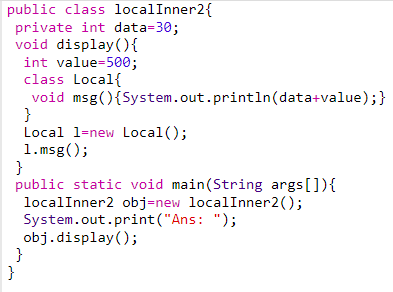 public class localInner2{
 private int data=30;
 void display(){
  int value=500;
  class Local{
   void msg(){System.out.println(data+value);}
  }
  Local l=new Local();
  l.msg();
 }
 public static void main(String args[]){
  localInner2 obj=new localInner2();
  System.out.print("Ans: ");
  obj.display();
 }
}